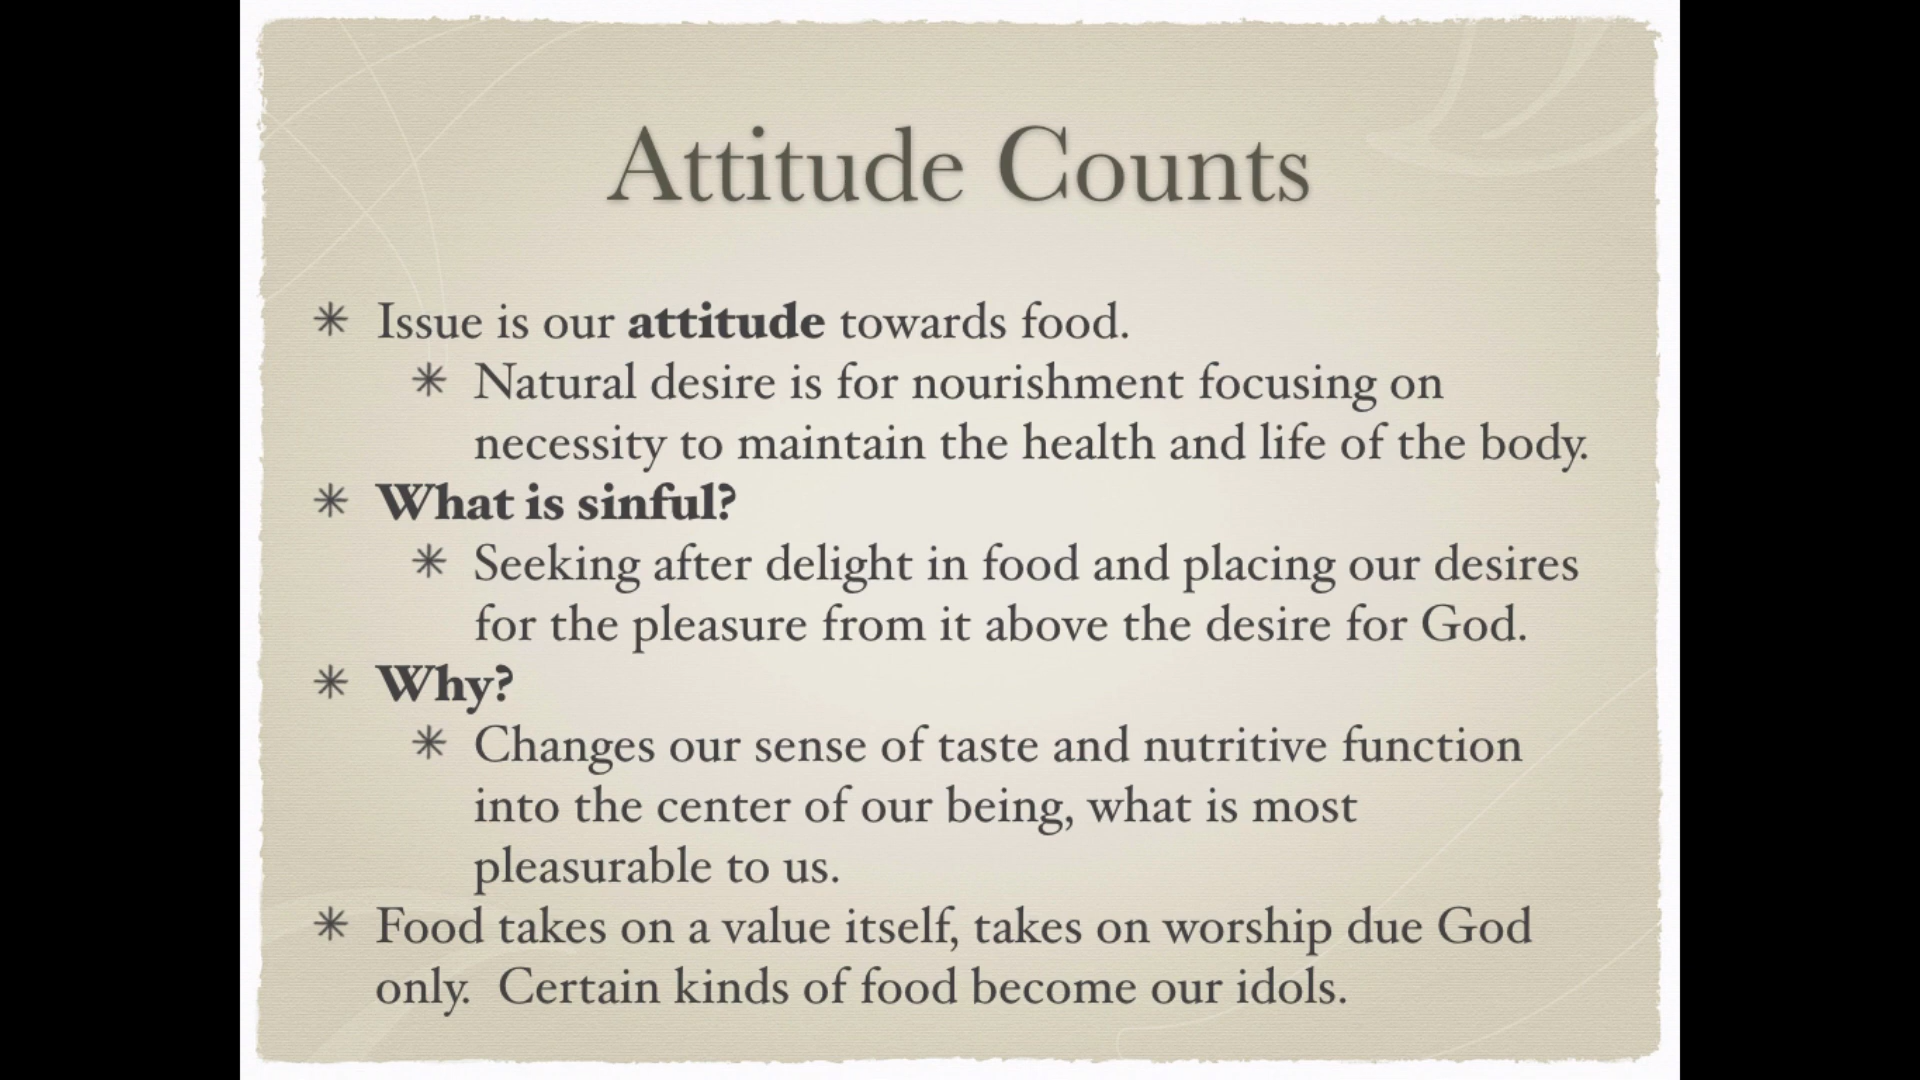 Attitude Counts
✳ Issue is our attitude towards food.
✳ Natural desire is for nourishment focusing on
necessity to maintain the health and life of the body.
✳ What is sinful?
✳ Seeking after delight in food and placing our desires
for the pleasure from it above the desire for God.
✳ Why?
✳ Changes our sense of taste and nutritive function
into the center of our being, what is most
pleasurable to us.
✳ Food takes on a value itself, takes on worship due God
only.  Certain kinds of food become our idols.